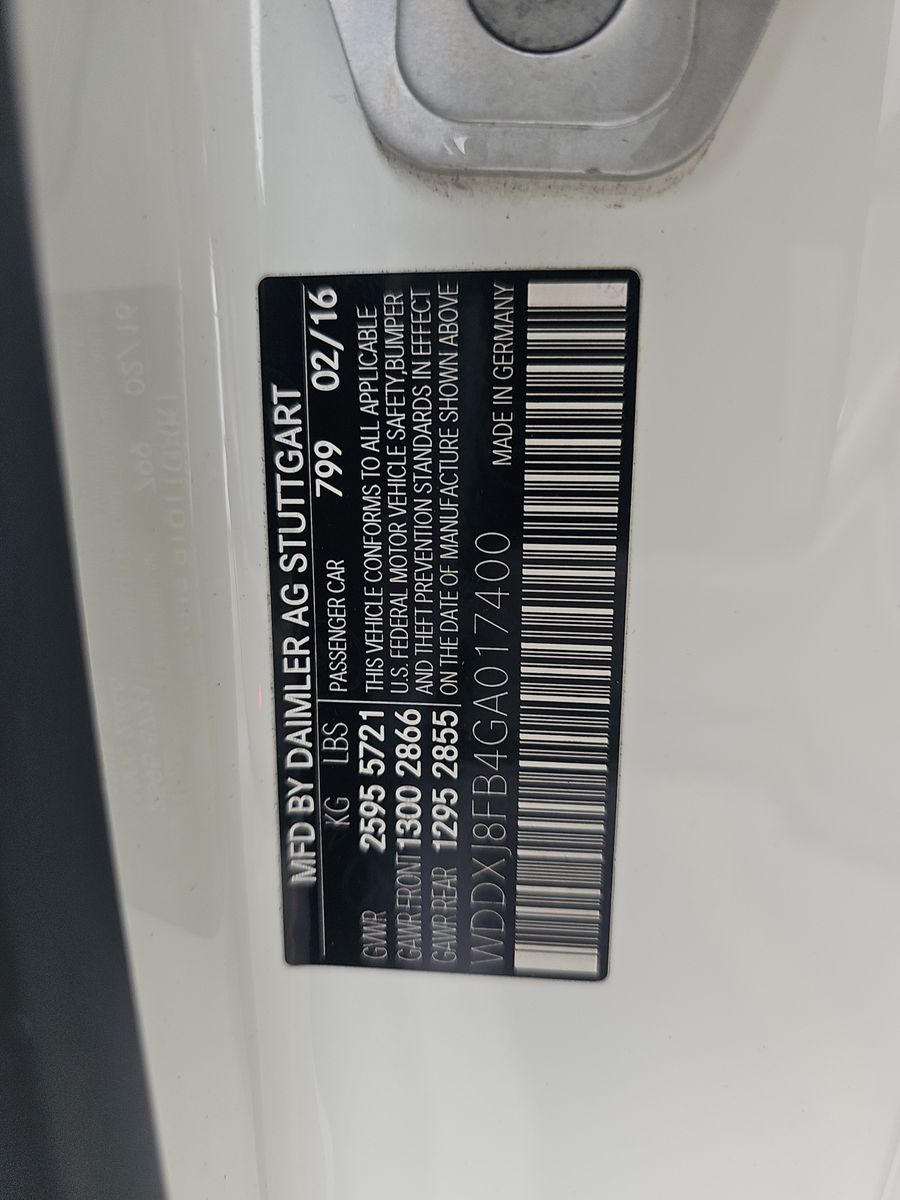 MFD BY DAIMLER AG STUTTGART
KG LBS PASSENGER CAR 799 02/16
GVWR 2595 5721 THIS VEHICLE CONFORMS TO ALL APPLICABLE
GAWR FRONT 1300 2866 U.S. FEDERAL MOTOR VEHICLE SAFETY,BUMPER
GAWR REAR 1295 2855 AND THEFT PREVENTION STANDARDS IN EFFECT
ON THE DATE OF MANUFACTURE SHOWN ABOVE
WDDXJ8FB4GA017400 MADE IN GERMANY